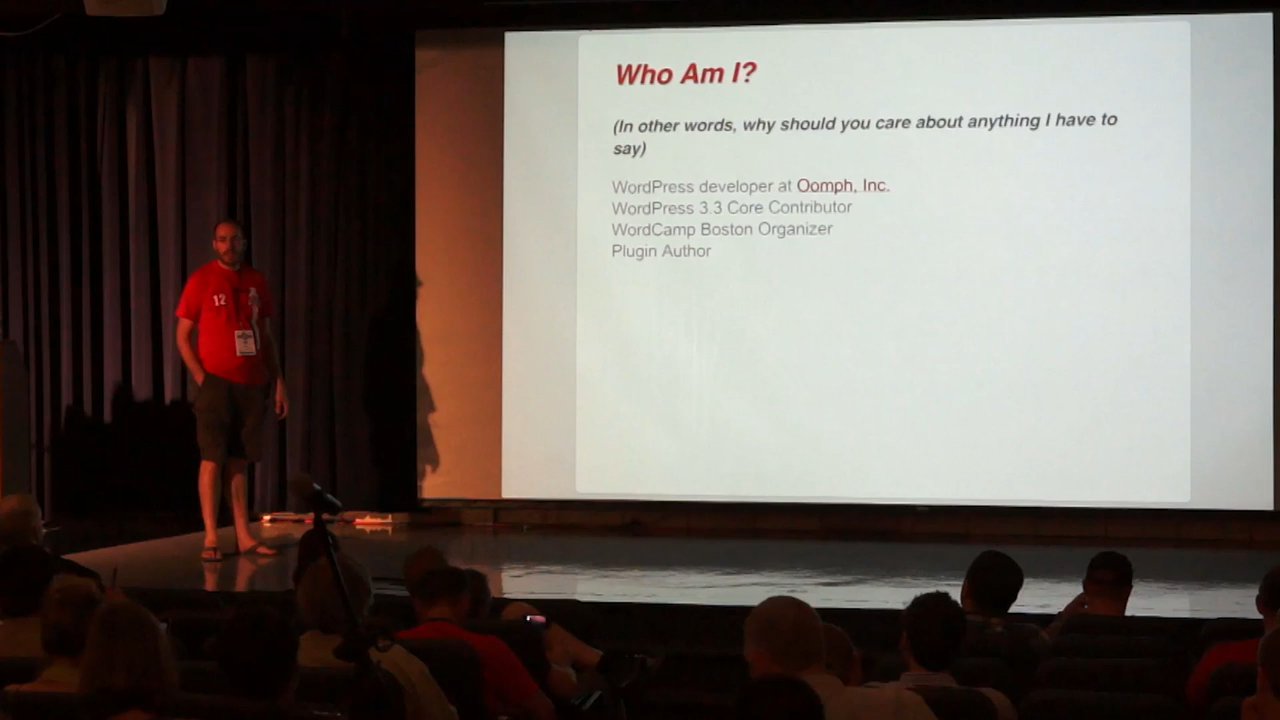 Who Am I?
(In other words, why should you care about anything I have to
say)
WordPress developer at Oomph, Inc.
WordPress 3.3 Core Contributor
WordCamp Boston Organizer
Plugin Author
12